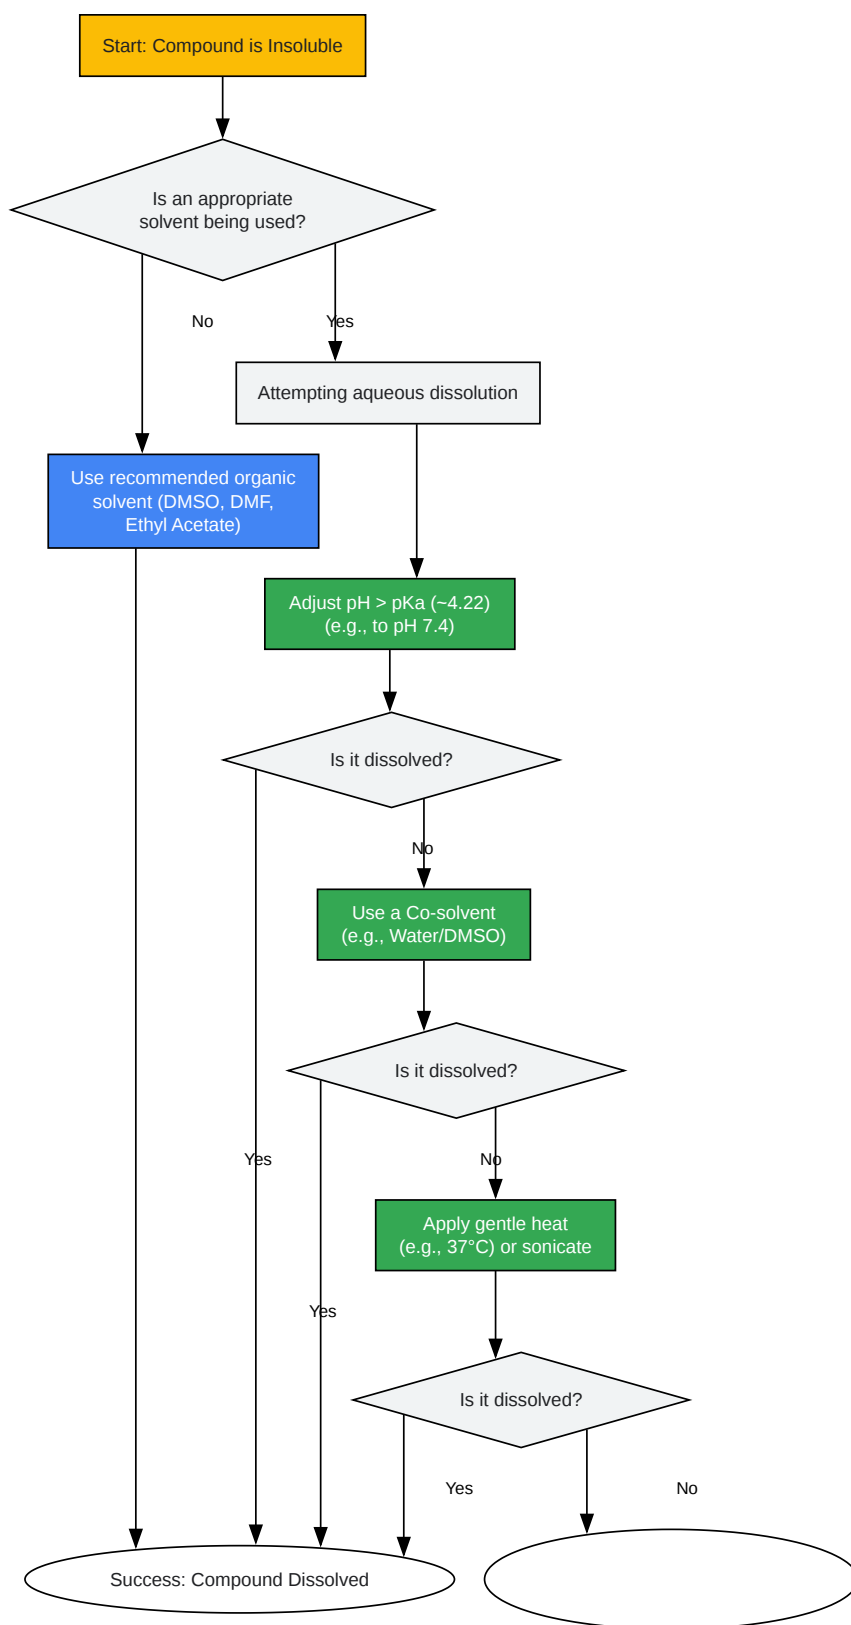 Start: Compound is Insoluble
Is an appropriate
solvent being used?
No
Yes
Attempting aqueous dissolution
Use recommended organic
solvent (DMSO, DMF,
Ethyl Acetate)
Adjust pH > pKa (~4.22)
(e.g., to pH 7.4)
Is it dissolved?
No
Use a Co-solvent
(e.g., Water/DMSO)
Is it dissolved?
Yes
No
Apply gentle heat
(e.g., 37°C) or sonicate
Yes
Is it dissolved?
Yes
No
Success: Compound Dissolved